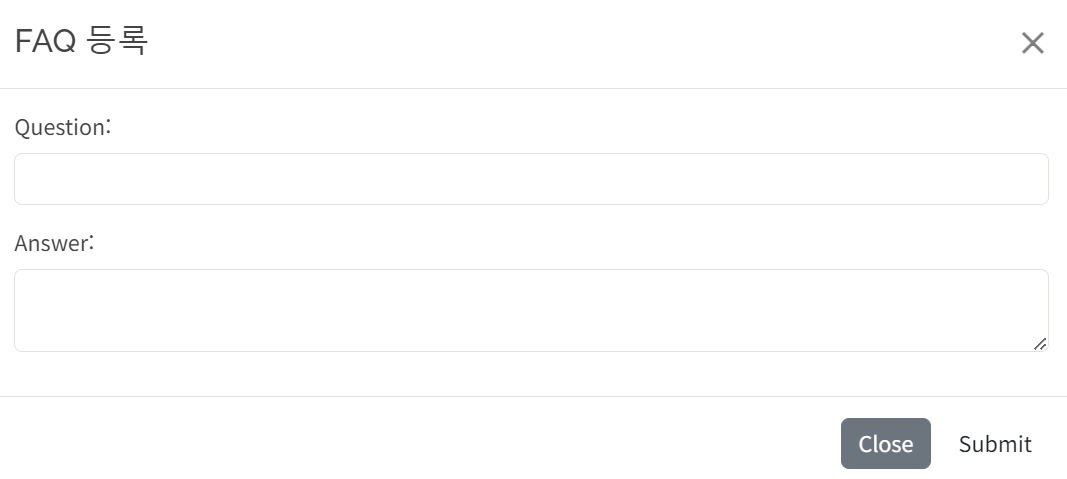 FAQ 등록
Question:
Answer:
Close Submit